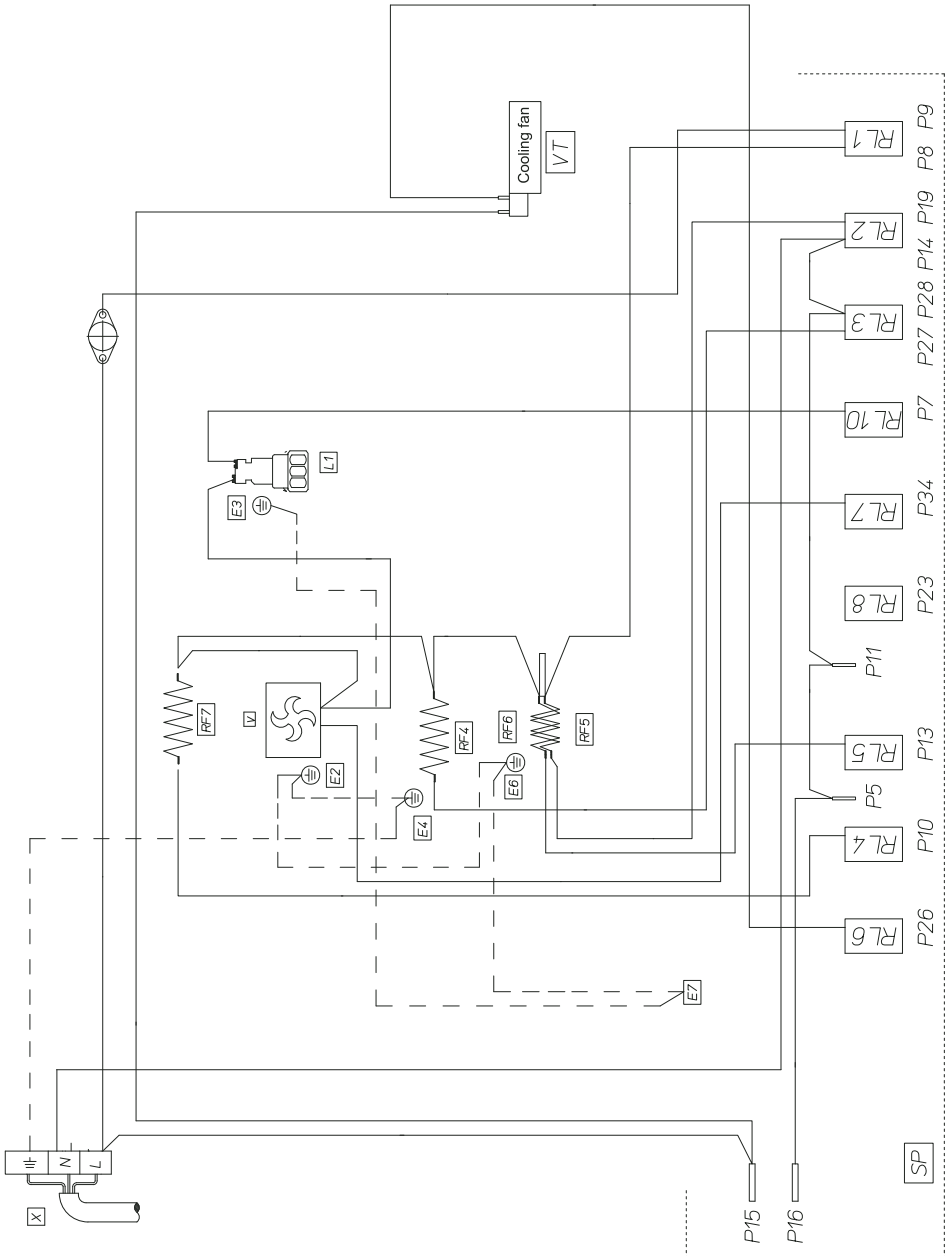 Cooling fan
VT
RL1
P9
P8
RL2
P19
P14
RL3
P28
P27
RL10
P7
L1
E3
RL7
P34
RL8
P23
P11
RF7
V
RF4
RF6
RF5
E2
E4
E6
RL5
P13
P5
RL4
P10
RL6
P26
E7
N
L
X
P15
P16
SP